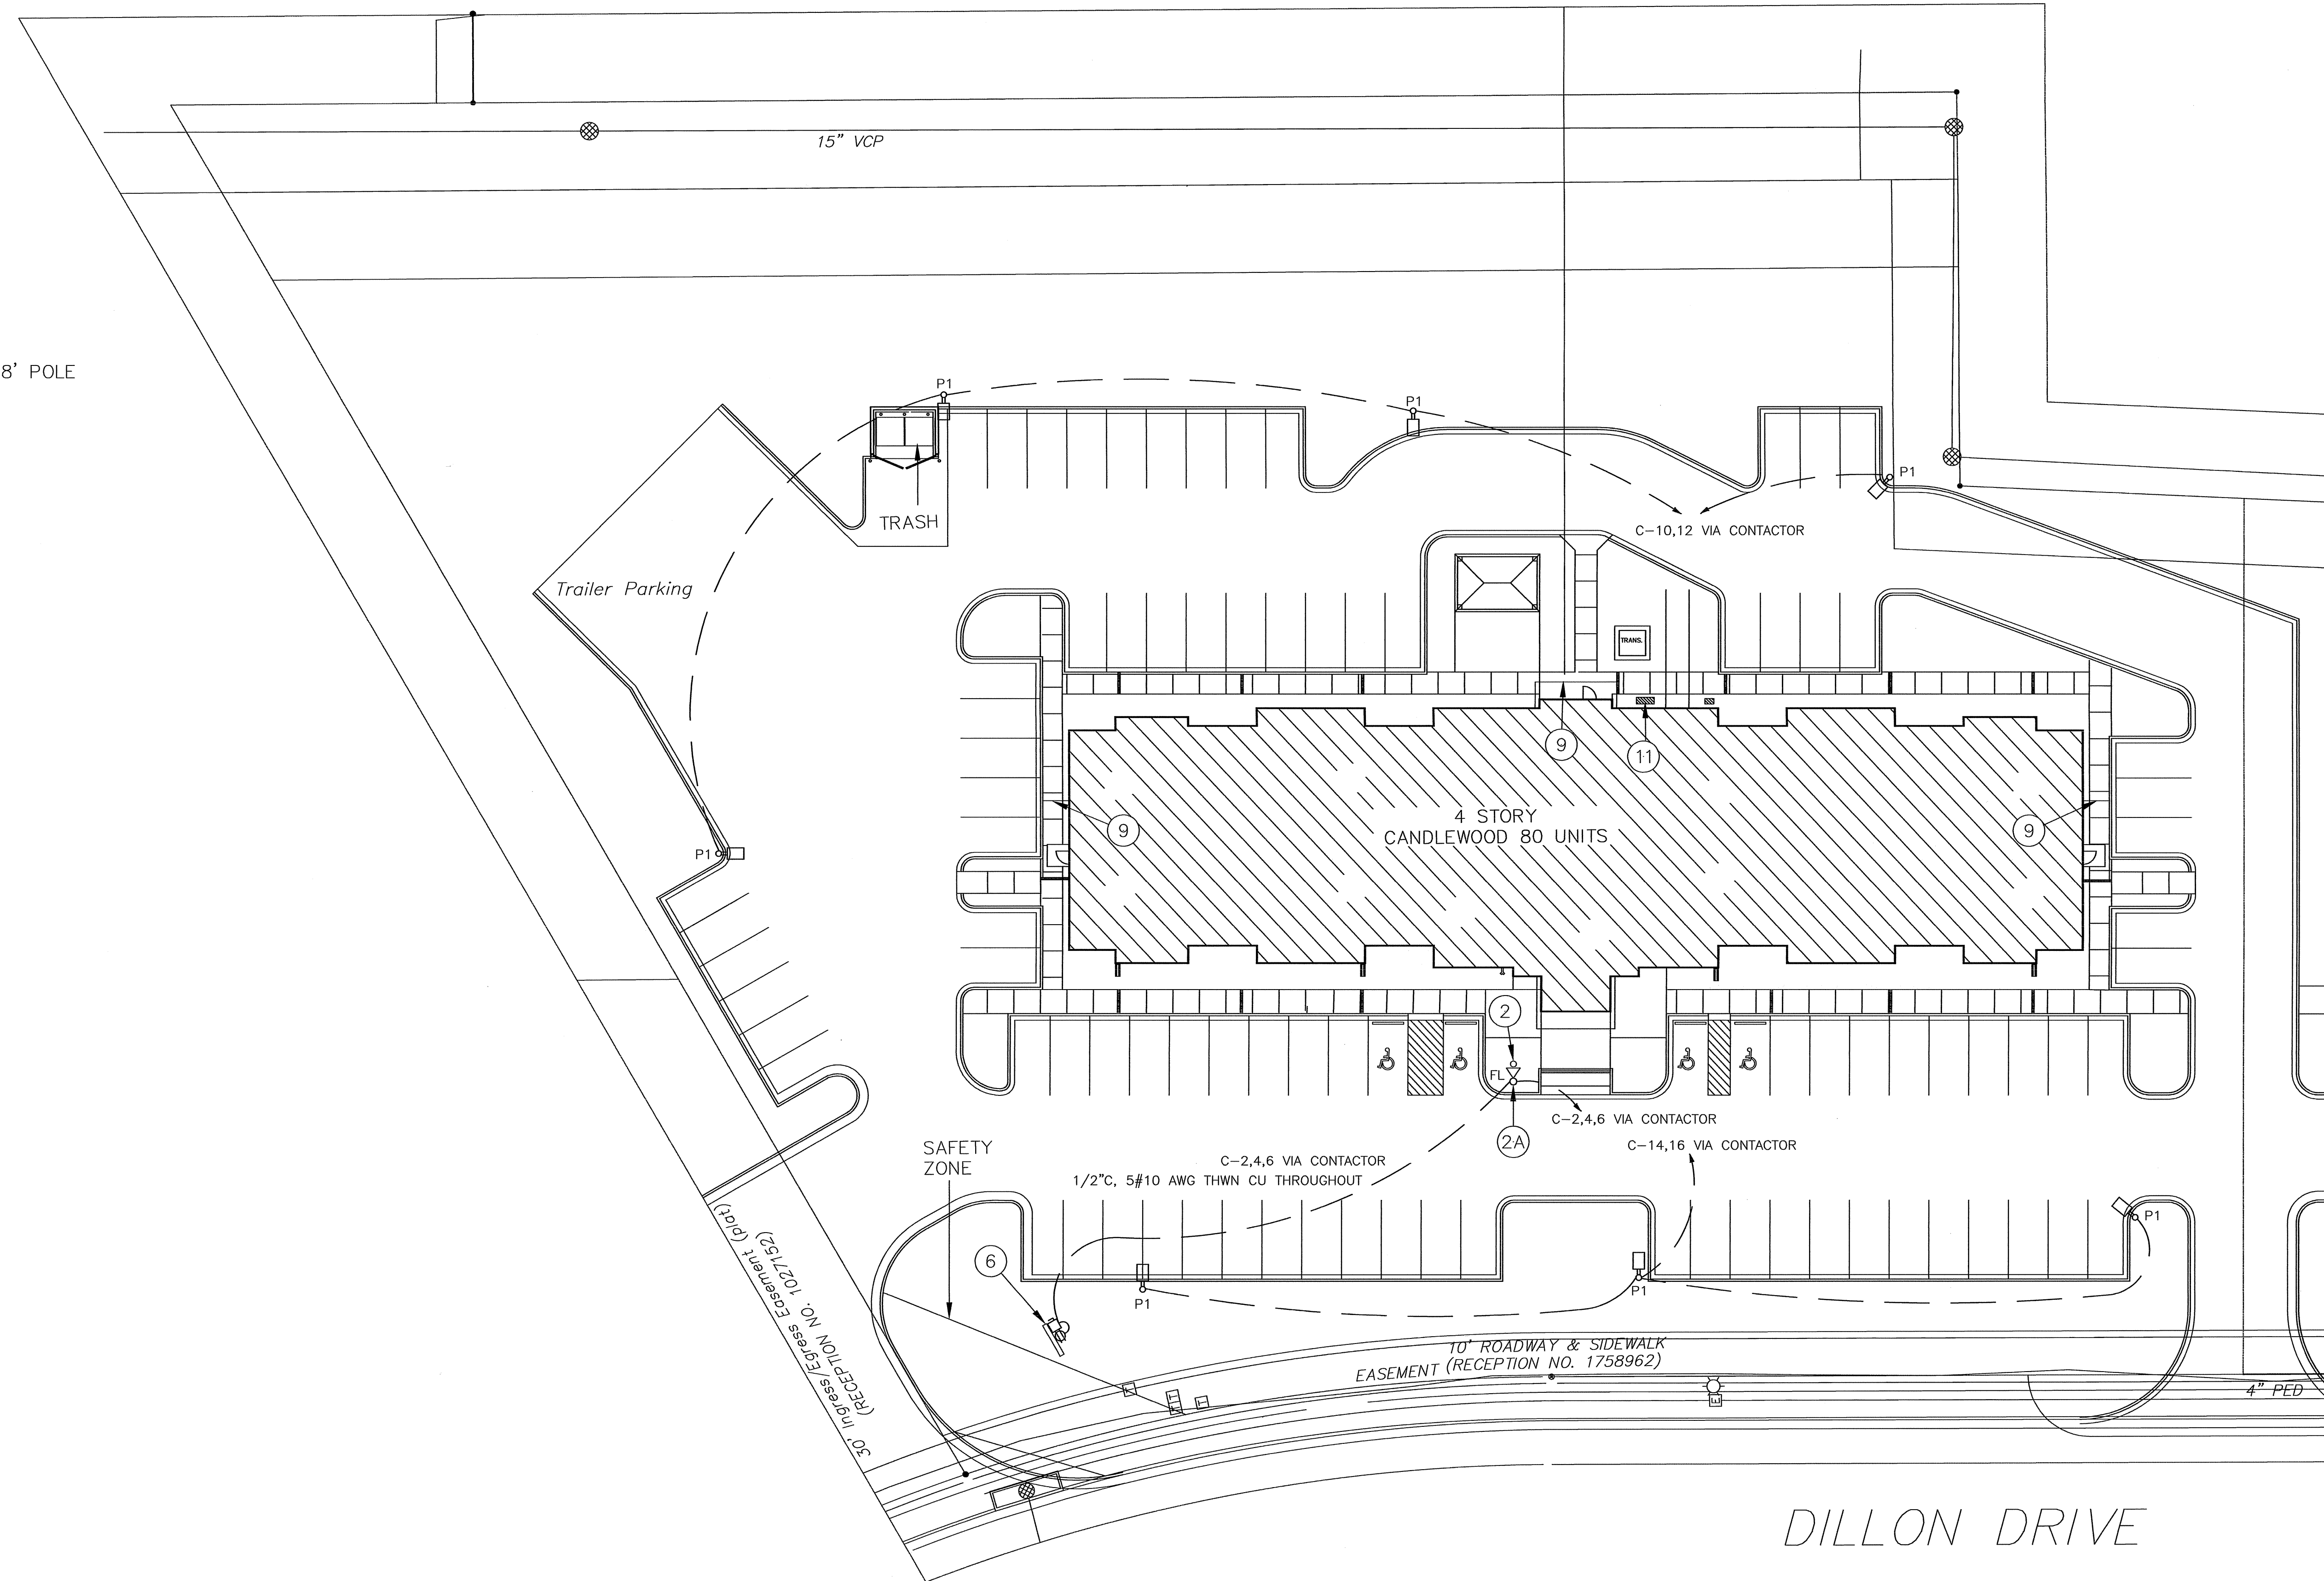 15" VCP
8' POLE
P1
P1
P1
TRASH
C-10,12 VIA CONTACTOR
Trailer Parking
TRANS.
9
11
4 STORY
CANDLEWOOD 80 UNITS
9
9
P1
2
FL
C-2,4,6 VIA CONTACTOR
2A
C-14,16 VIA CONTACTOR
SAFETY
ZONE
C-2,4,6 VIA CONTACTOR
1/2"C, 5#10 AWG THWN CU THROUGHOUT
P1
6
P1
P1
30' Ingress/Egress Easement (plat)
(RECEPTION NO. 1027152)
10' ROADWAY & SIDEWALK
EASEMENT (RECEPTION NO. 1758962)
T
T
E
4" PED
DILLON DRIVE